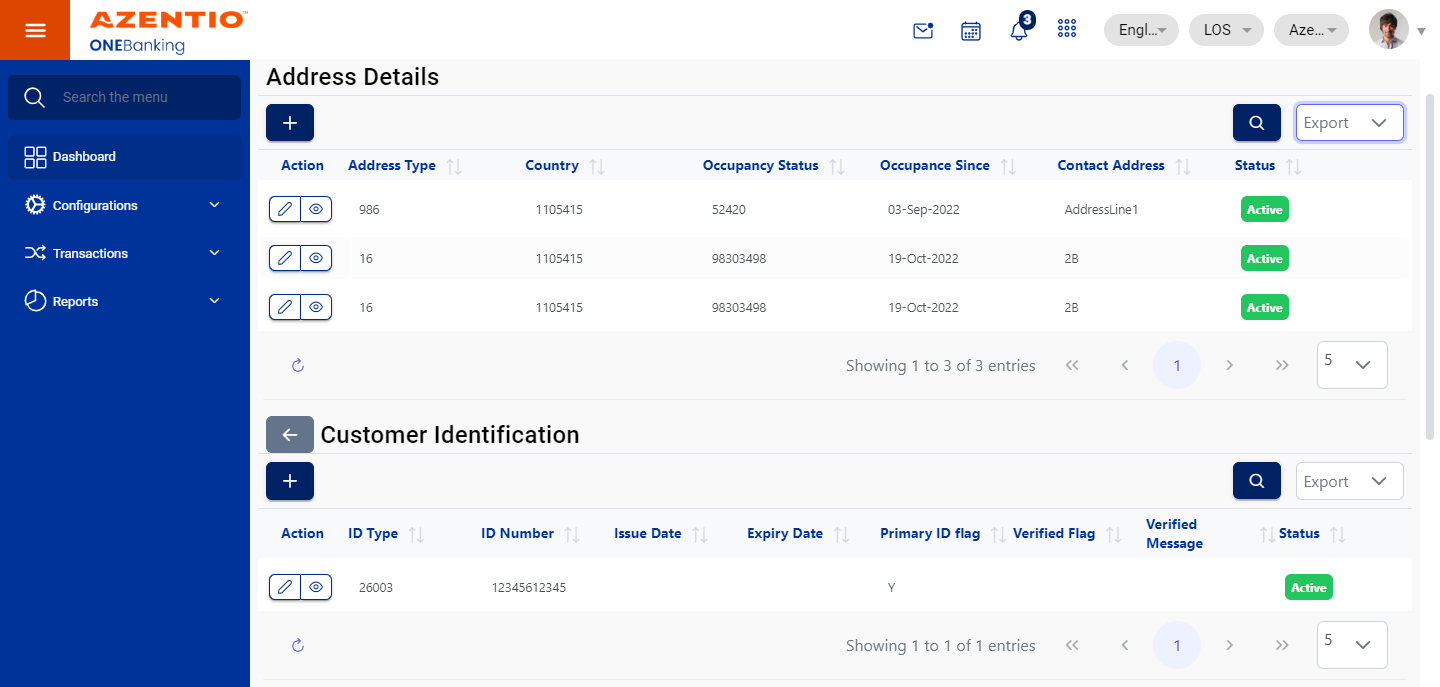 AZENTIO™
ONEBanking
3
Engl...
LOS
Aze...
Search the menu
Dashboard
Configurations
Transactions
Reports
Address Details
Export
Action Address Type Country Occupancy Status Occupance Since Contact Address Status
986 1105415 52420 03-Sep-2022 AddressLine1 Active
16 1105415 98303498 19-Oct-2022 2B Active
16 1105415 98303498 19-Oct-2022 2B Active
Showing 1 to 3 of 3 entries 1 5
Customer Identification
Export
Action ID Type ID Number Issue Date Expiry Date Primary ID flag Verified Flag Verified Message Status
26003 12345612345 Y Active
Showing 1 to 1 of 1 entries 1 5